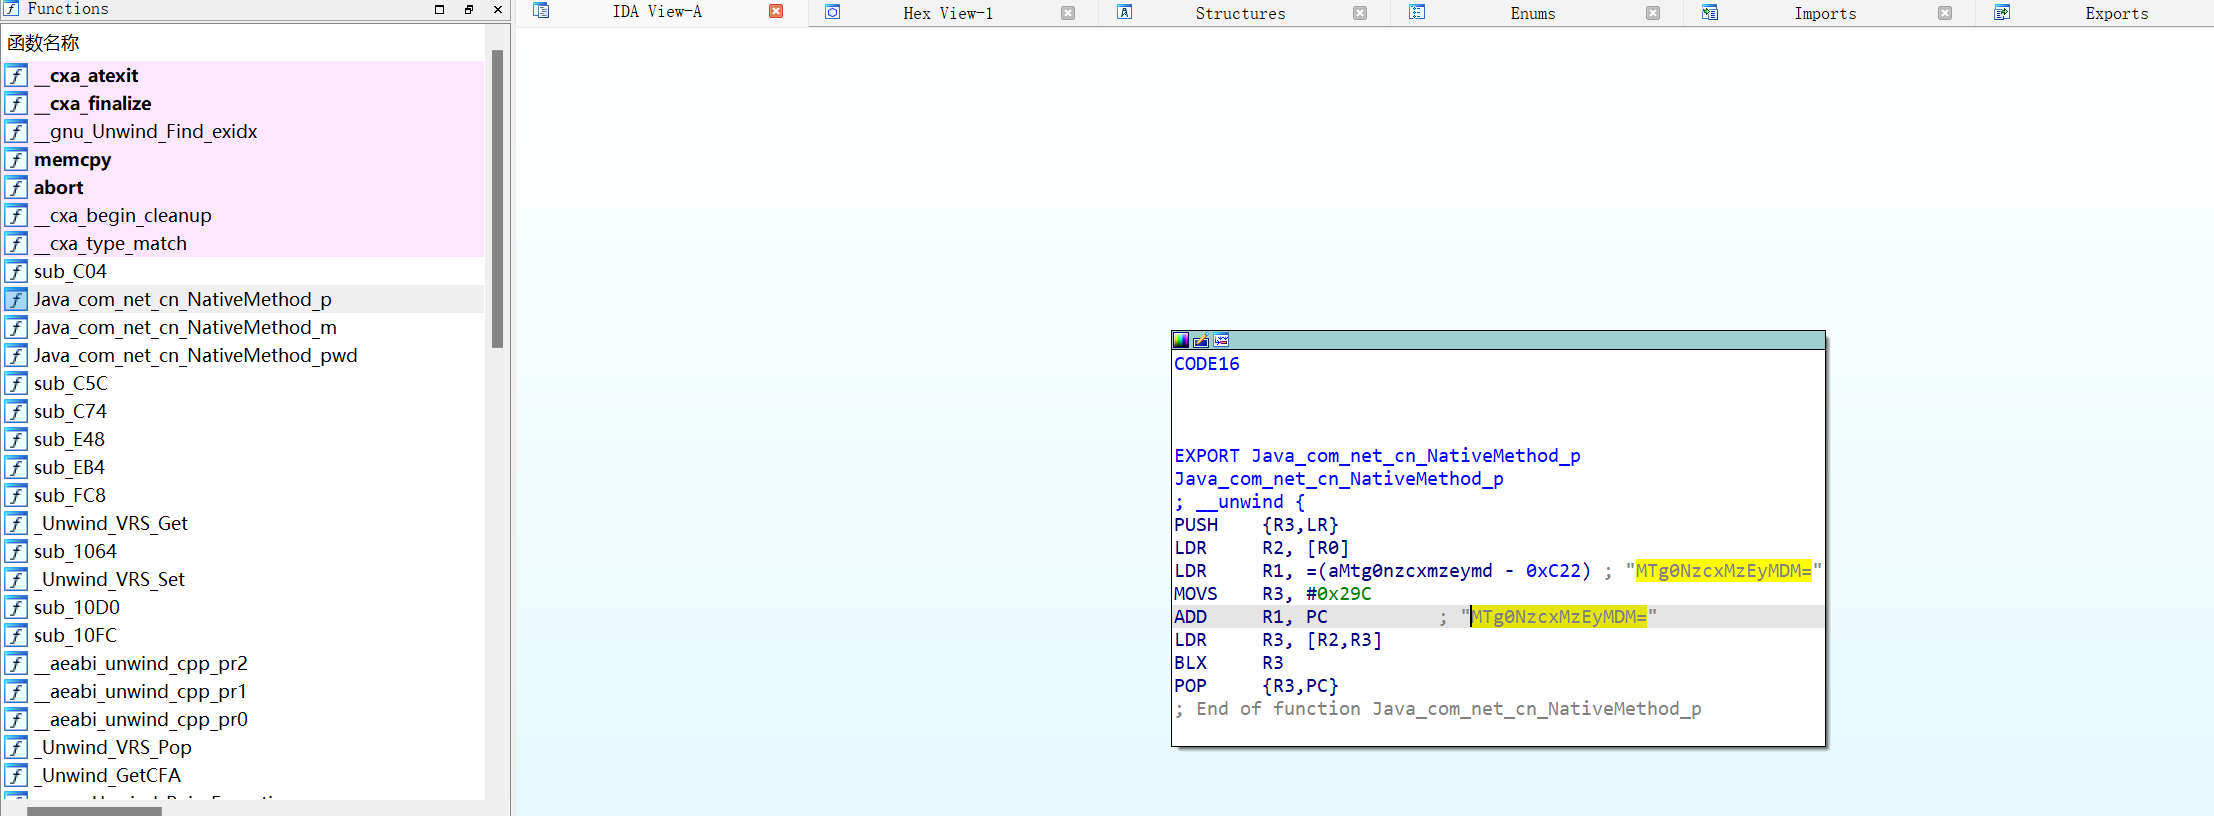 Functions
函数名称
__cxa_atexit
__cxa_finalize
__gnu_Unwind_Find_exidx
memcpy
abort
__cxa_begin_cleanup
__cxa_type_match
sub_C04
Java_com_net_cn_NativeMethod_p
Java_com_net_cn_NativeMethod_m
Java_com_net_cn_NativeMethod_pwd
sub_C5C
sub_C74
sub_E48
sub_EB4
sub_FC8
_Unwind_VRS_Get
sub_1064
_Unwind_VRS_Set
sub_10D0
sub_10FC
__aeabi_unwind_cpp_pr2
__aeabi_unwind_cpp_pr1
__aeabi_unwind_cpp_pr0
_Unwind_VRS_Pop
_Unwind_GetCFA
IDA View-A
Hex View-1
Structures
Enums
Imports
Exports
CODE16
EXPORT Java_com_net_cn_NativeMethod_p
Java_com_net_cn_NativeMethod_p
; __unwind {
PUSH {R3,LR}
LDR R2, [R0]
LDR R1, =(aMtg0nzcxmzeymd - 0xC22) ; "MTg0NzcxMzEyMDM="
MOVS R3, #0x29C
ADD R1, PC ; "MTg0NzcxMzEyMDM="
LDR R3, [R2,R3]
BLX R3
POP {R3,PC}
; End of function Java_com_net_cn_NativeMethod_p